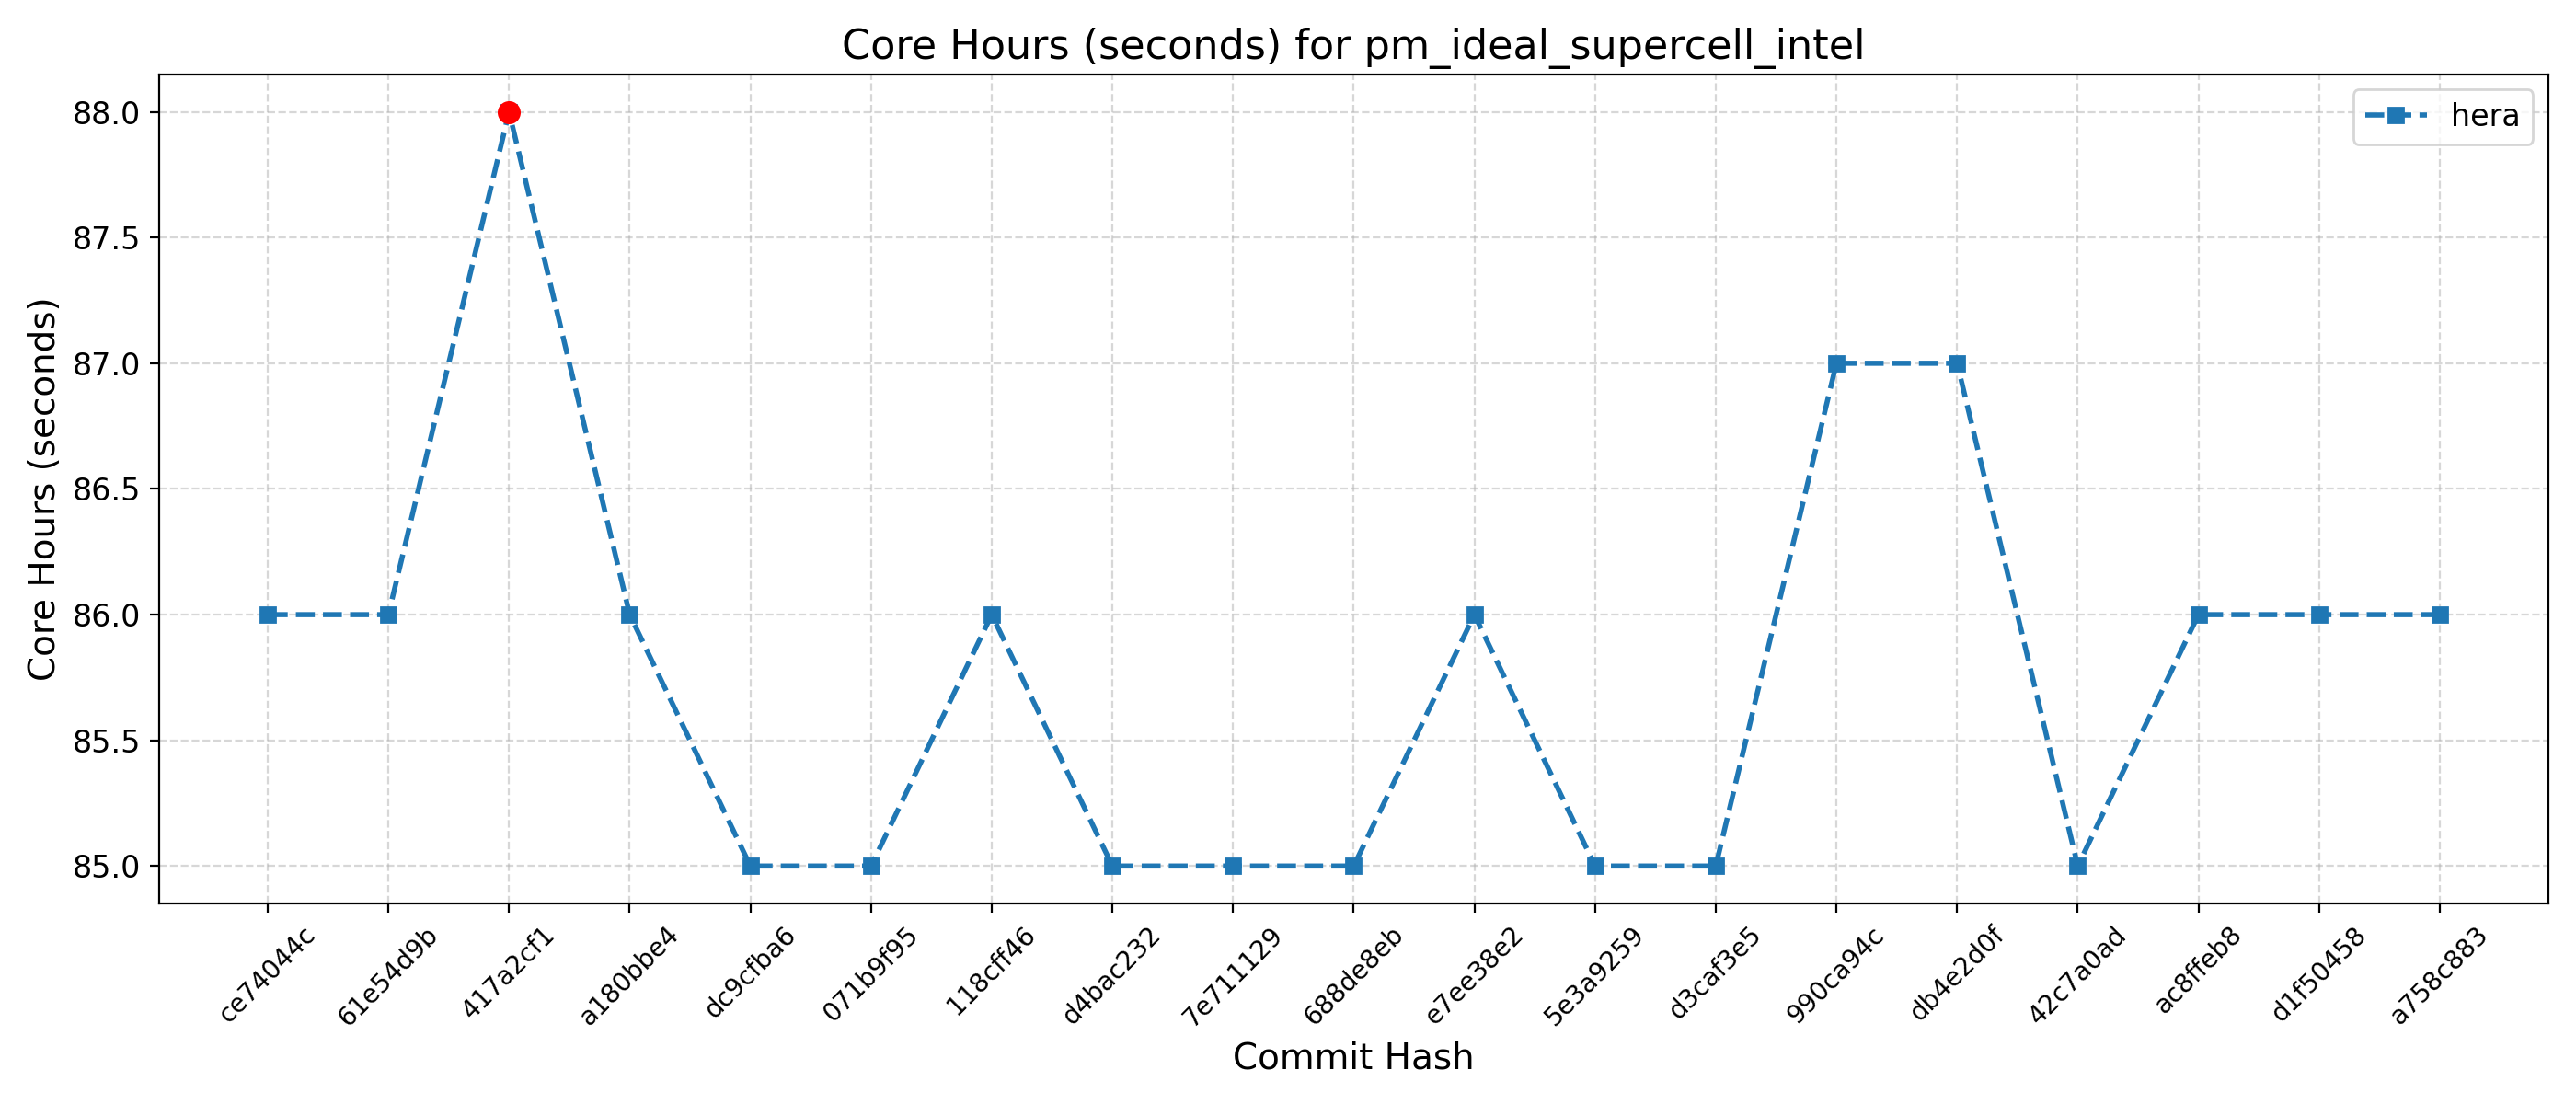 Core Hours (seconds) for pm_ideal_supercell_intel
hera
Core Hours (seconds)
88.0
87.5
87.0
86.5
86.0
85.5
85.0
ce74044c
61e54d9b
417a2cf1
a180bbe4
dc9cfba6
071b9f95
118cff46
d4bac232
7e711129
688de8eb
e7ee38e2
5e3a9259
d3caf3e5
990ca94c
db4e2d0f
42c7a0ad
ac8ffeb8
d1f50458
a758c883
Commit Hash